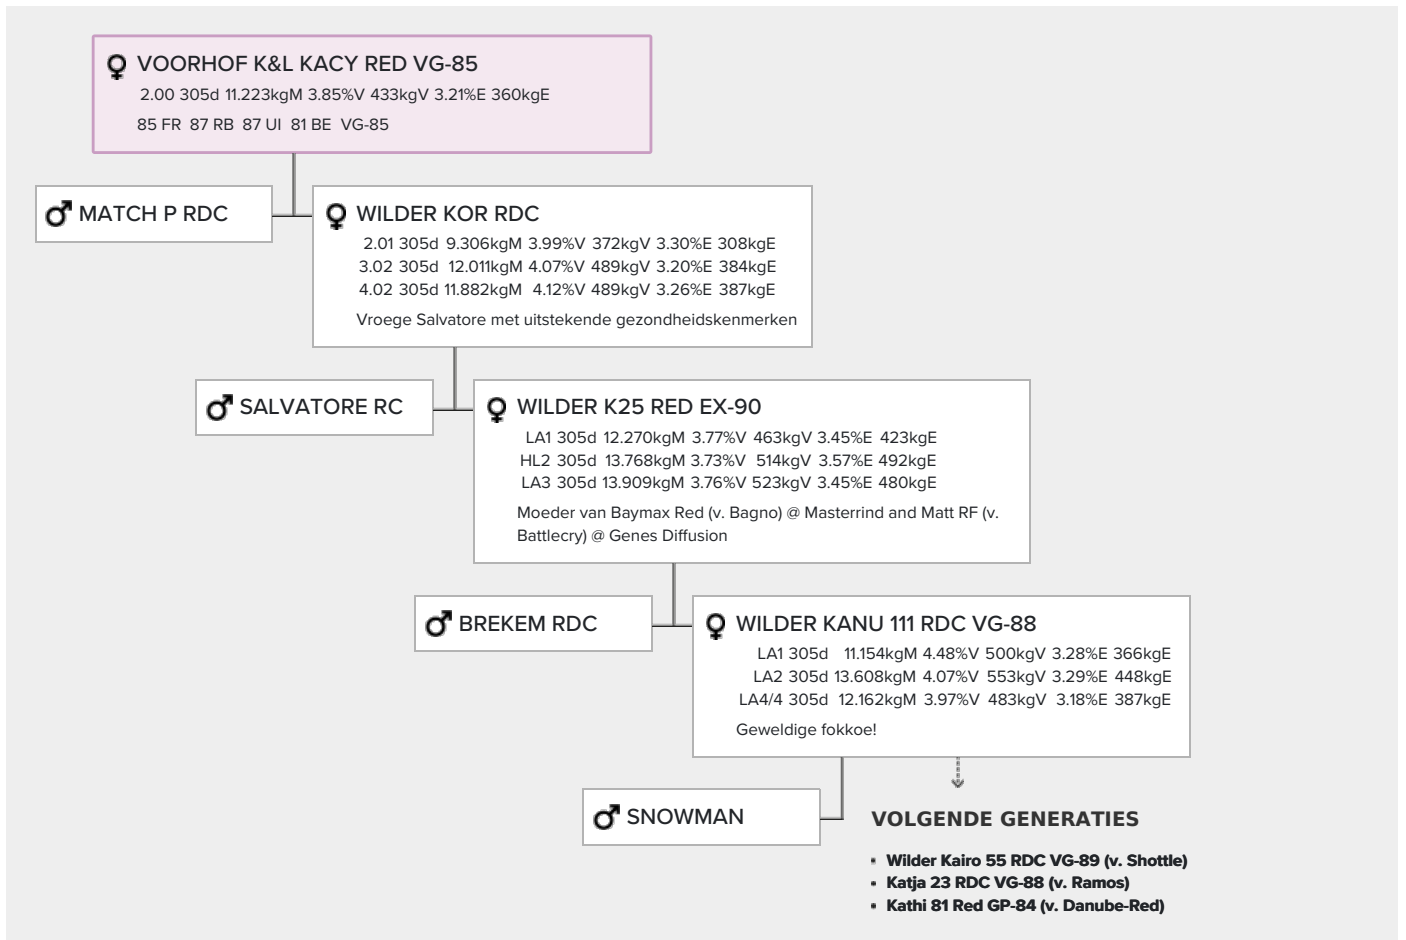 VOORHOF K&L KACY RED VG-85
2.00 305d 11.223kgM 3.85%V 433kgV 3.21%E 360kgE
85 FR 87 RB 87 UI 81 BE VG-85
MATCH P RDC
WILDER KOR RDC
2.01 305d 9.306kgM 3.99%V 372kgV 3.30%E 308kgE
3.02 305d 12.011kgM 4.07%V 489kgV 3.20%E 384kgE
4.02 305d 11.882kgM 4.12%V 489kgV 3.26%E 387kgE
Vroege Salvatore met uitstekende gezondheidskenmerken
SALVATORE RC
WILDER K25 RED EX-90
LA1 305d 12.270kgM 3.77%V 463kgV 3.45%E 423kgE
HL2 305d 13.768kgM 3.73%V 514kgV 3.57%E 492kgE
LA3 305d 13.909kgM 3.76%V 523kgV 3.45%E 480kgE
Moeder van Baymax Red (v. Bagno) @ Masterrind and Matt RF (v.
Battlecry) @ Genes Diffusion
BREKEM RDC
WILDER KANU 111 RDC VG-88
LA1 305d 11.154kgM 4.48%V 500kgV 3.28%E 366kgE
LA2 305d 13.608kgM 4.07%V 553kgV 3.29%E 448kgE
LA4/4 305d 12.162kgM 3.97%V 483kgV 3.18%E 387kgE
Geweldige fokkoe!
SNOWMAN
VOLGENDE GENERATIES
• Wilder Kairo 55 RDC VG-89 (v. Shottle)
• Katja 23 RDC VG-88 (v. Ramos)
• Kathi 81 Red GP-84 (v. Danube-Red)